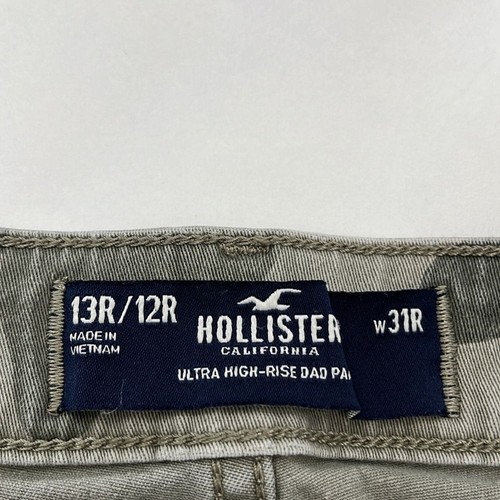 13R/12R
MADE IN
VIETNAM
HOLLISTER
CALIFORNIA
ULTRA HIGH-RISE DAD PA
W31R